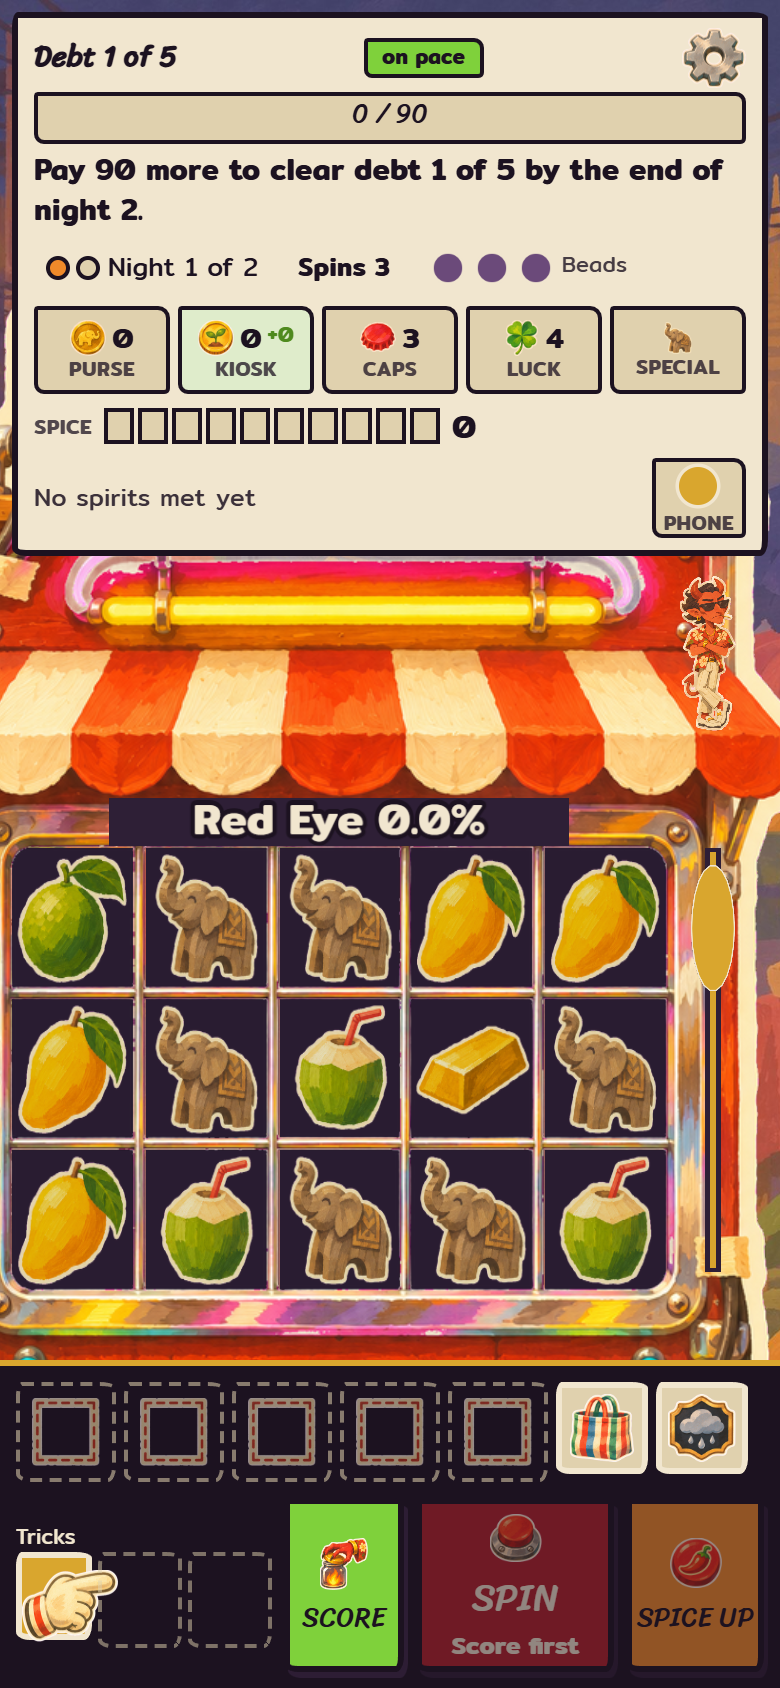 Debt 1 of 5
on pace
0 / 90
Pay 90 more to clear debt 1 of 5 by the end of
night 2.
Night 1 of 2
Spins 3
Beads
0
PURSE
0 +0
KIOSK
3
CAPS
4
LUCK
SPECIAL
SPICE
0
No spirits met yet
PHONE
Red Eye 0.0%
Tricks
SCORE
SPIN
Score first
SPICE UP